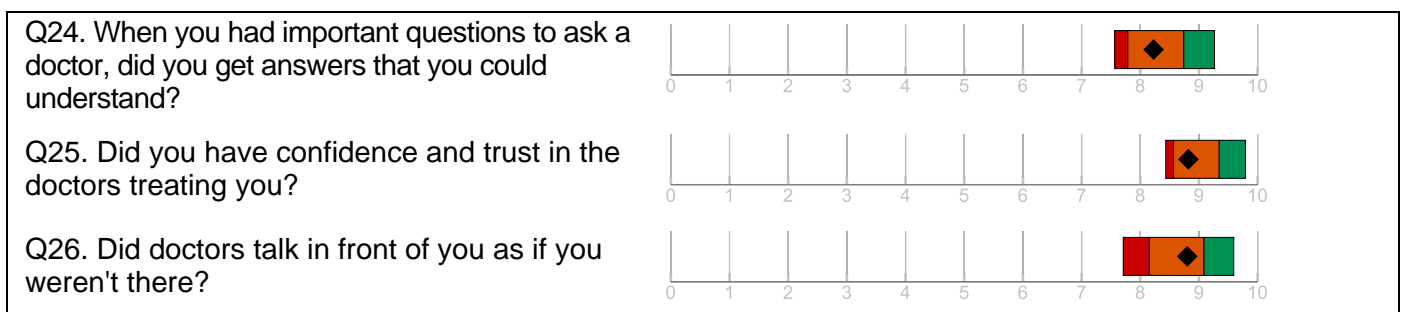 Q24. When you had important questions to ask a
doctor, did you get answers that you could
understand?
0 1 2 3 4 5 6 7 8 9 10
Q25. Did you have confidence and trust in the
doctors treating you?
0 1 2 3 4 5 6 7 8 9 10
Q26. Did doctors talk in front of you as if you
weren't there?
0 1 2 3 4 5 6 7 8 9 10